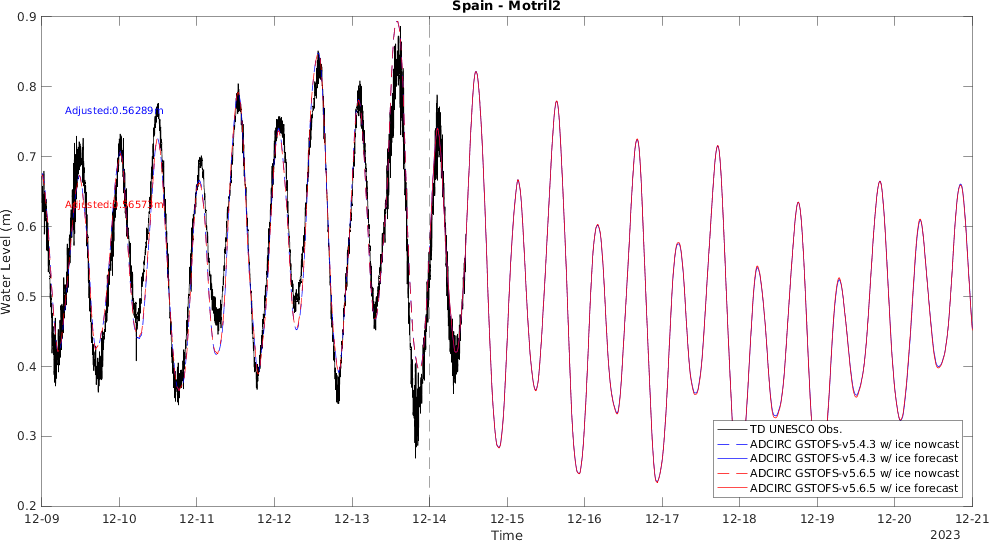 Spain - Motril2
0.9
0.8
0.7
0.6
0.5
0.4
0.3
0.2
Water Level (m)
Adjusted:0.56289m
Adjusted:0.56573m
TD UNESCO Obs.
ADCIRC GSTOFS-v5.4.3 w/ ice nowcast
ADCIRC GSTOFS-v5.4.3 w/ ice forecast
ADCIRC GSTOFS-v5.6.5 w/ ice nowcast
ADCIRC GSTOFS-v5.6.5 w/ ice forecast
12-09 12-10 12-11 12-12 12-13 12-14 12-15 12-16 12-17 12-18 12-19 12-20 12-21
Time
2023